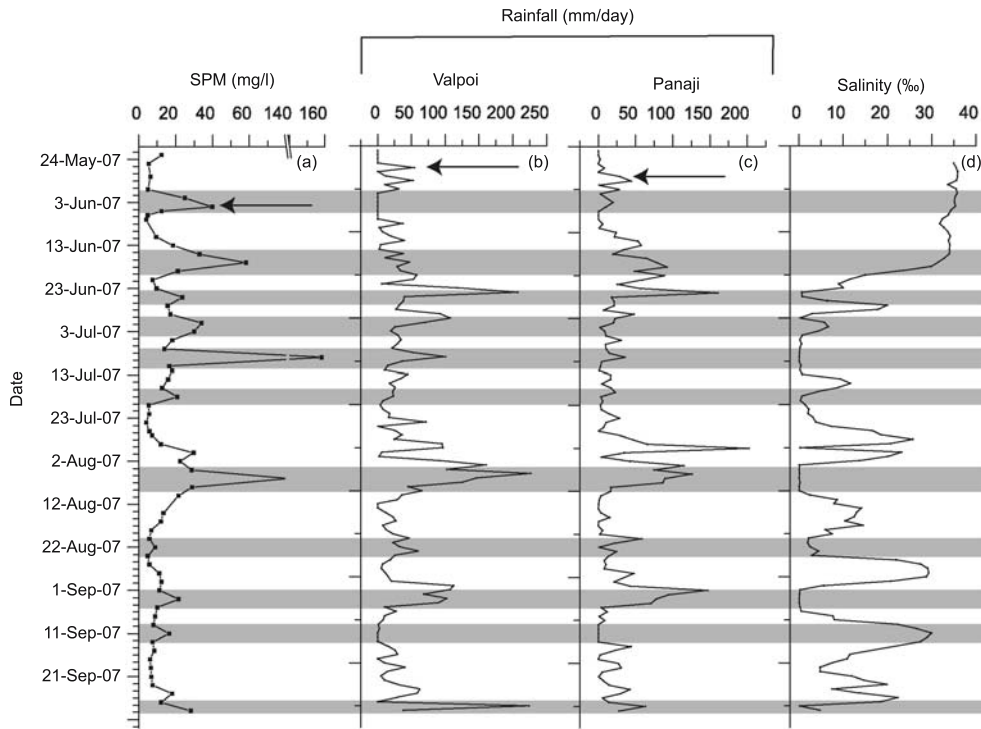 Rainfall (mm/day)
SPM (mg/l) Valpoi Panaji Salinity (‰)
0 20 40 60 140 160 0 50 100 150 200 250 0 50 100 150 200 0 10 20 30 40
(a) (b) (c) (d)
24-May-07
3-Jun-07
13-Jun-07
23-Jun-07
3-Jul-07
13-Jul-07
23-Jul-07
2-Aug-07
12-Aug-07
22-Aug-07
1-Sep-07
11-Sep-07
21-Sep-07
Date